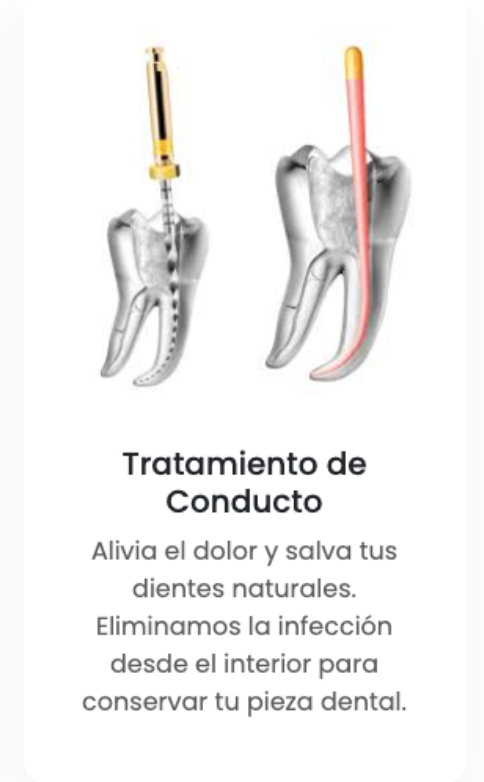 Tratamiento de
Conducto
Alivia el dolor y salva tus
dientes naturales.
Eliminamos la infección
desde el interior para
conservar tu pieza dental.